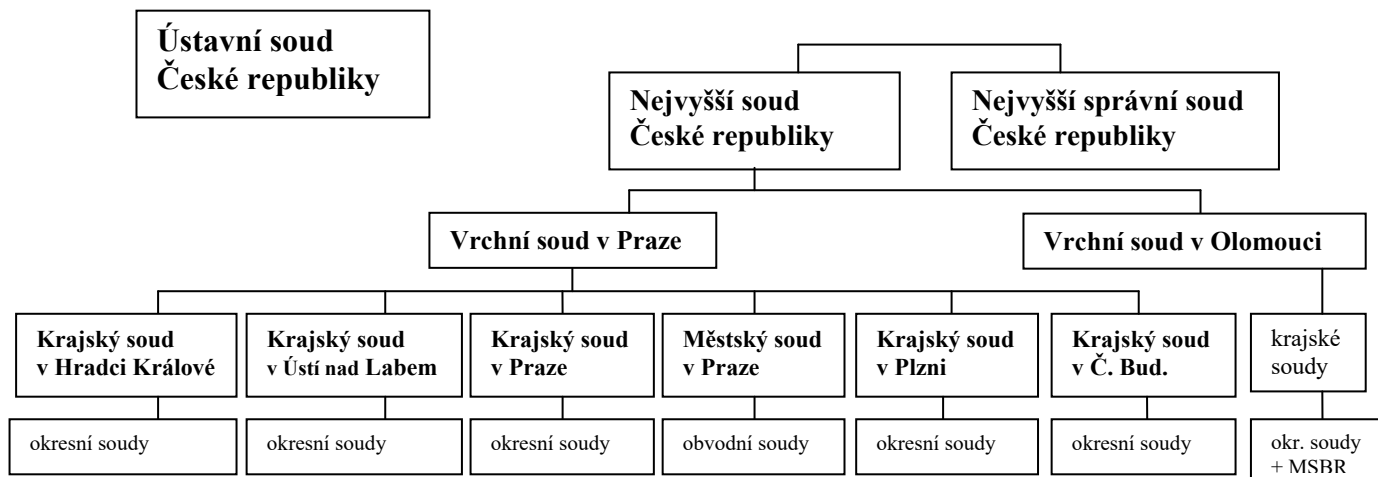 Ústavní soud
České republiky
Nejvyšší soud
České republiky
Nejvyšší správní soud
České republiky
Vrchní soud v Praze
Vrchní soud v Olomouci
Krajský soud
v Hradci Králové
Krajský soud
v Ústí nad Labem
Krajský soud
v Praze
Městský soud
v Praze
Krajský soud
v Plzni
Krajský soud
v Č. Bud.
krajské
soudy
okresní soudy
okresní soudy
okresní soudy
obvodní soudy
okresní soudy
okresní soudy
okr. soudy
+ MSBR